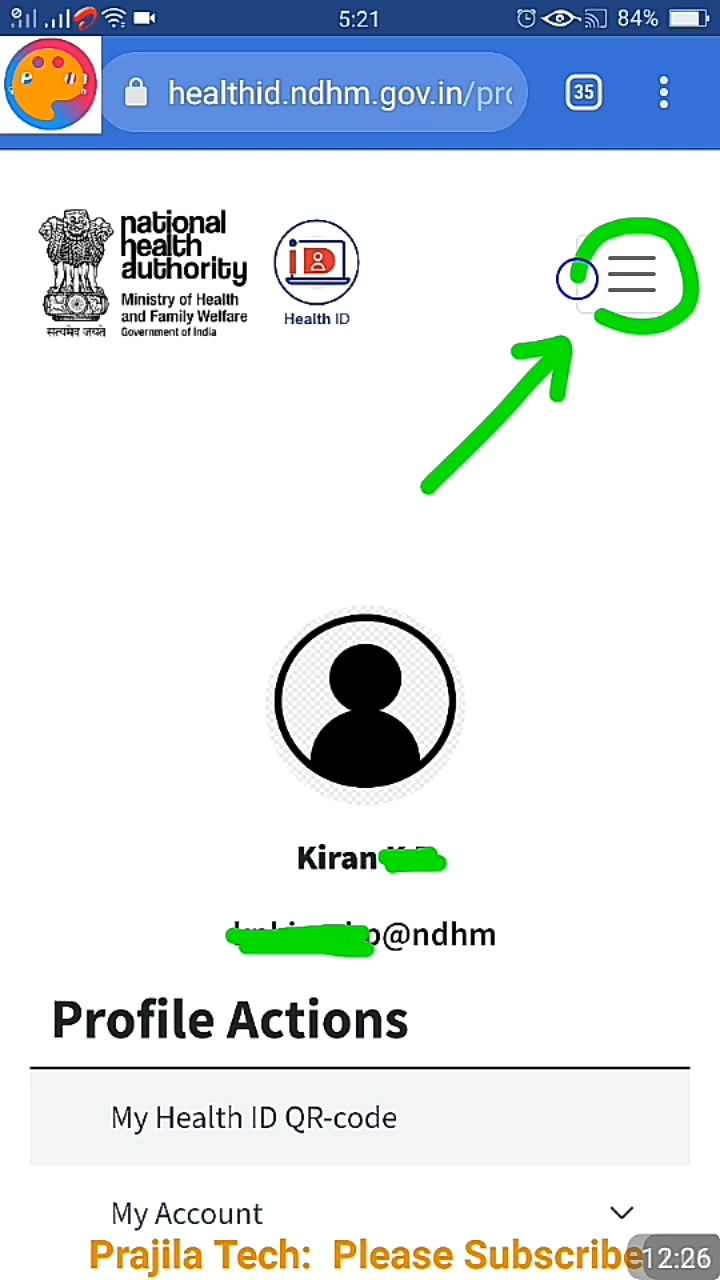 5:21
84%
healthid.ndhm.gov.in/pro
35
national
health
authority
Ministry of Health
and Family Welfare
Government of India
सत्यमेव जयते
iD
Health ID
Kiran
@ndhm
Profile Actions
My Health ID QR-code
My Account
Prajila Tech: Please Subscribe
12:26